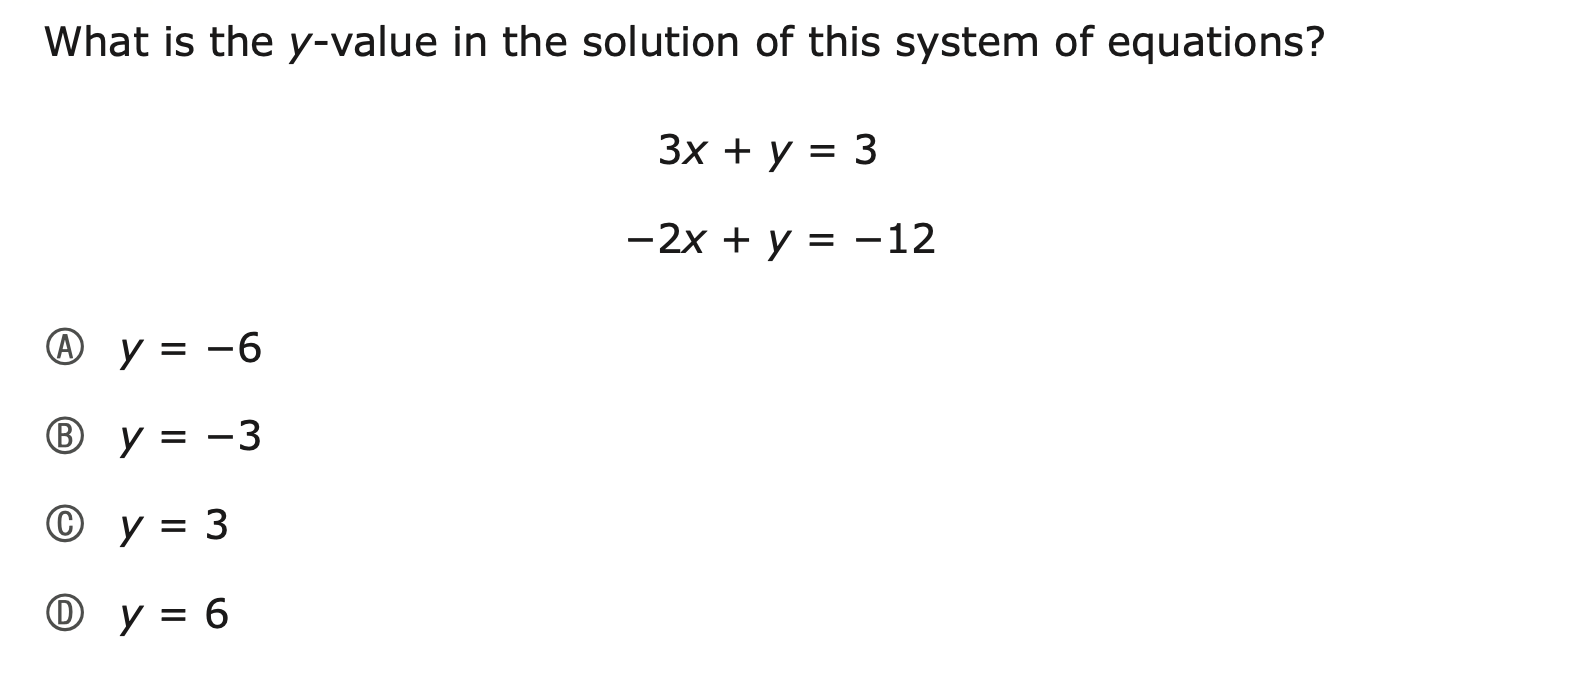 What is the y-value in the solution of this system of equations?
3x + y = 3
−2x + y = −12
Ⓐ y = −6
Ⓑ y = −3
Ⓒ y = 3
Ⓓ y = 6